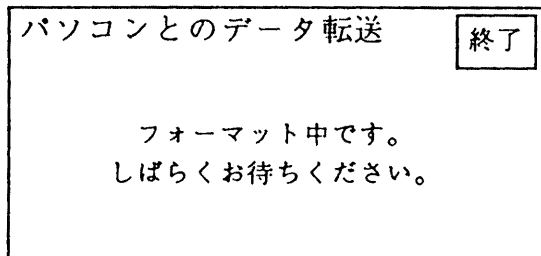 パソコンとのデータ転送
終了
フォーマット中です。
しばらくお待ちください。